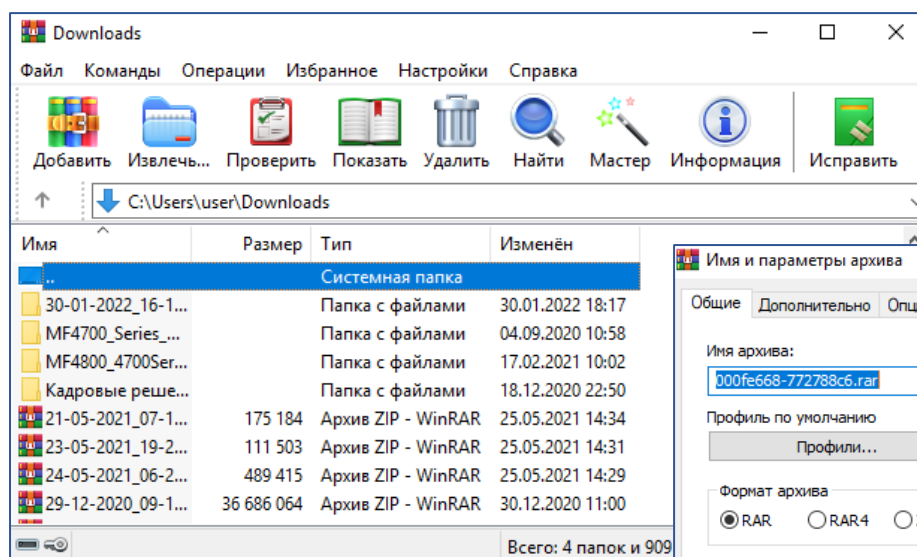 Downloads
Файл Команды Операции Избранное Настройки Справка
Добавить Извлечь... Проверить Показать Удалить Найти Мастер Информация Исправить
C:\Users\user\Downloads
Имя Размер Тип Изменён
.. Системная папка
30-01-2022_16-1... Папка с файлами 30.01.2022 18:17
MF4700_Series_... Папка с файлами 04.09.2020 10:58
MF4800_4700Ser... Папка с файлами 17.02.2021 10:02
Кадровые реше... Папка с файлами 18.12.2020 22:50
21-05-2021_07-1... 175 184 Архив ZIP - WinRAR 25.05.2021 14:34
23-05-2021_19-2... 111 503 Архив ZIP - WinRAR 25.05.2021 14:31
24-05-2021_06-2... 489 415 Архив ZIP - WinRAR 25.05.2021 14:29
29-12-2020_09-1... 36 686 064 Архив ZIP - WinRAR 30.12.2020 11:00
Всего: 4 папок и 909
Имя и параметры архива
Общие Дополнительно Опц
Имя архива:
000fe668-772788c6.rar
Профиль по умолчанию
Профили...
Формат архива
RAR RAR4